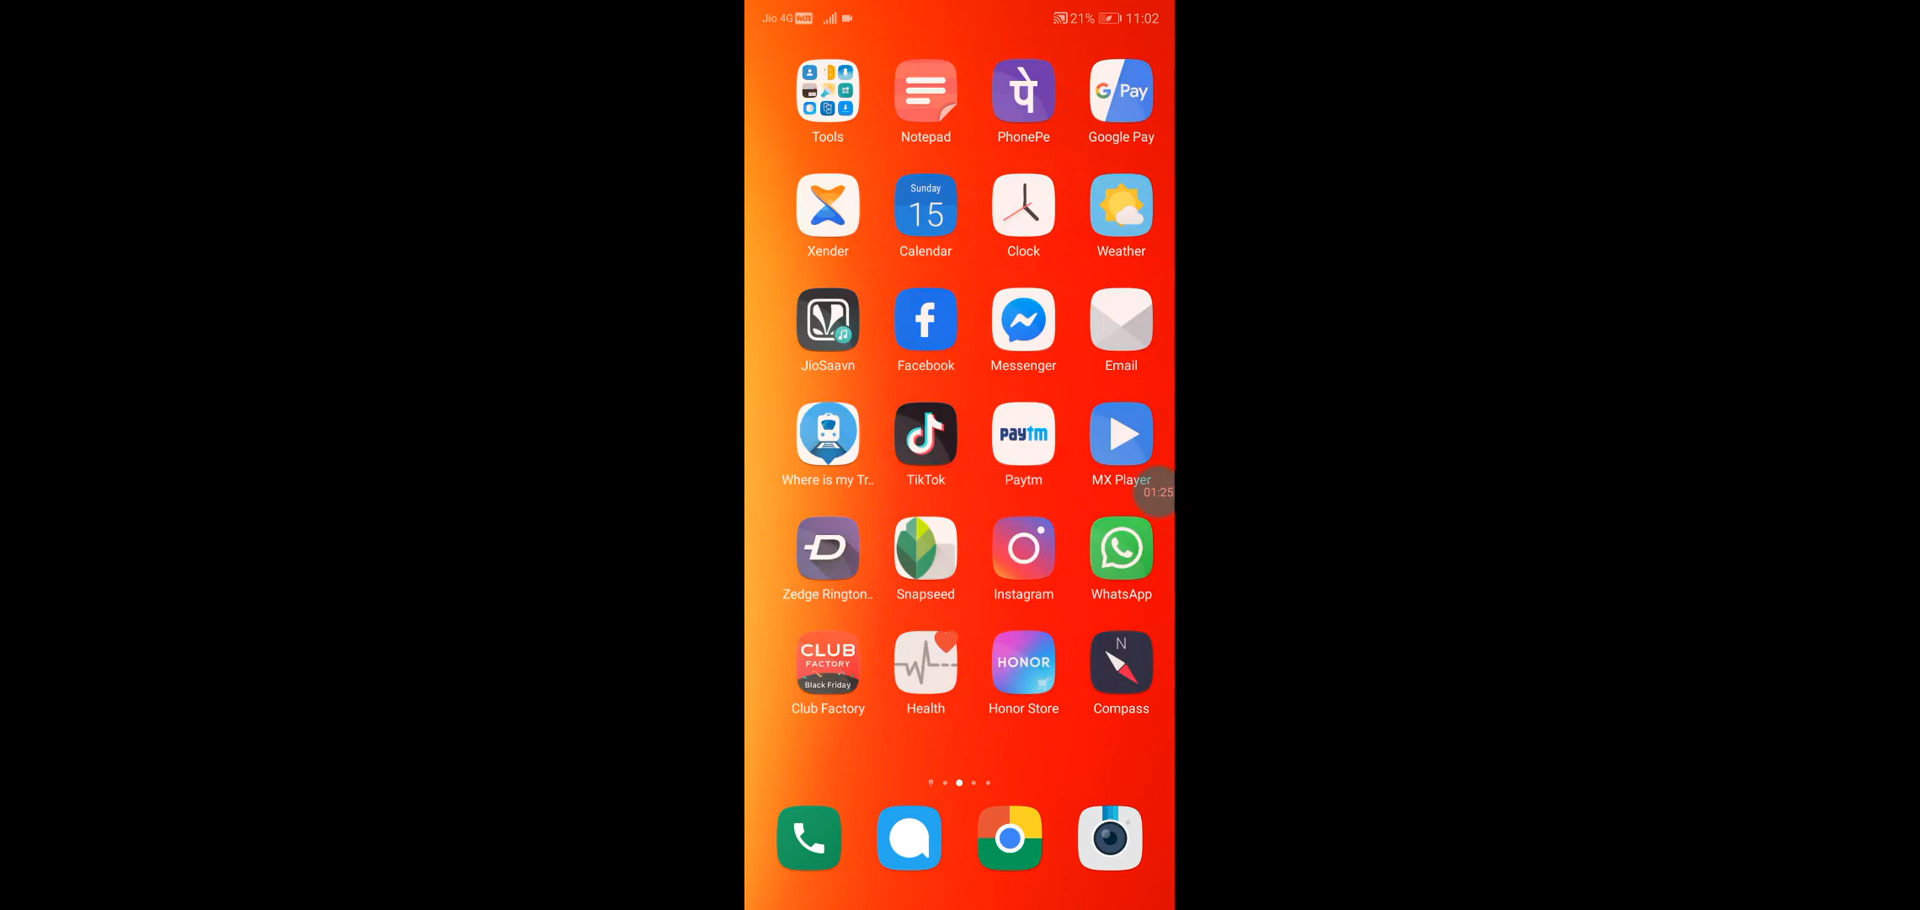 Jio 4G VoLTE 21% 11:02
Tools Notepad पे PhonePe G Pay Google Pay
Xender Sunday 15 Calendar Clock Weather
JioSaavn Facebook Messenger Email
Where is my Tr.. TikTok paytm Paytm MX Player
01:25
Zedge Rington.. Snapseed Instagram WhatsApp
CLUB FACTORY Black Friday HONOR N
Club Factory Health Honor Store Compass